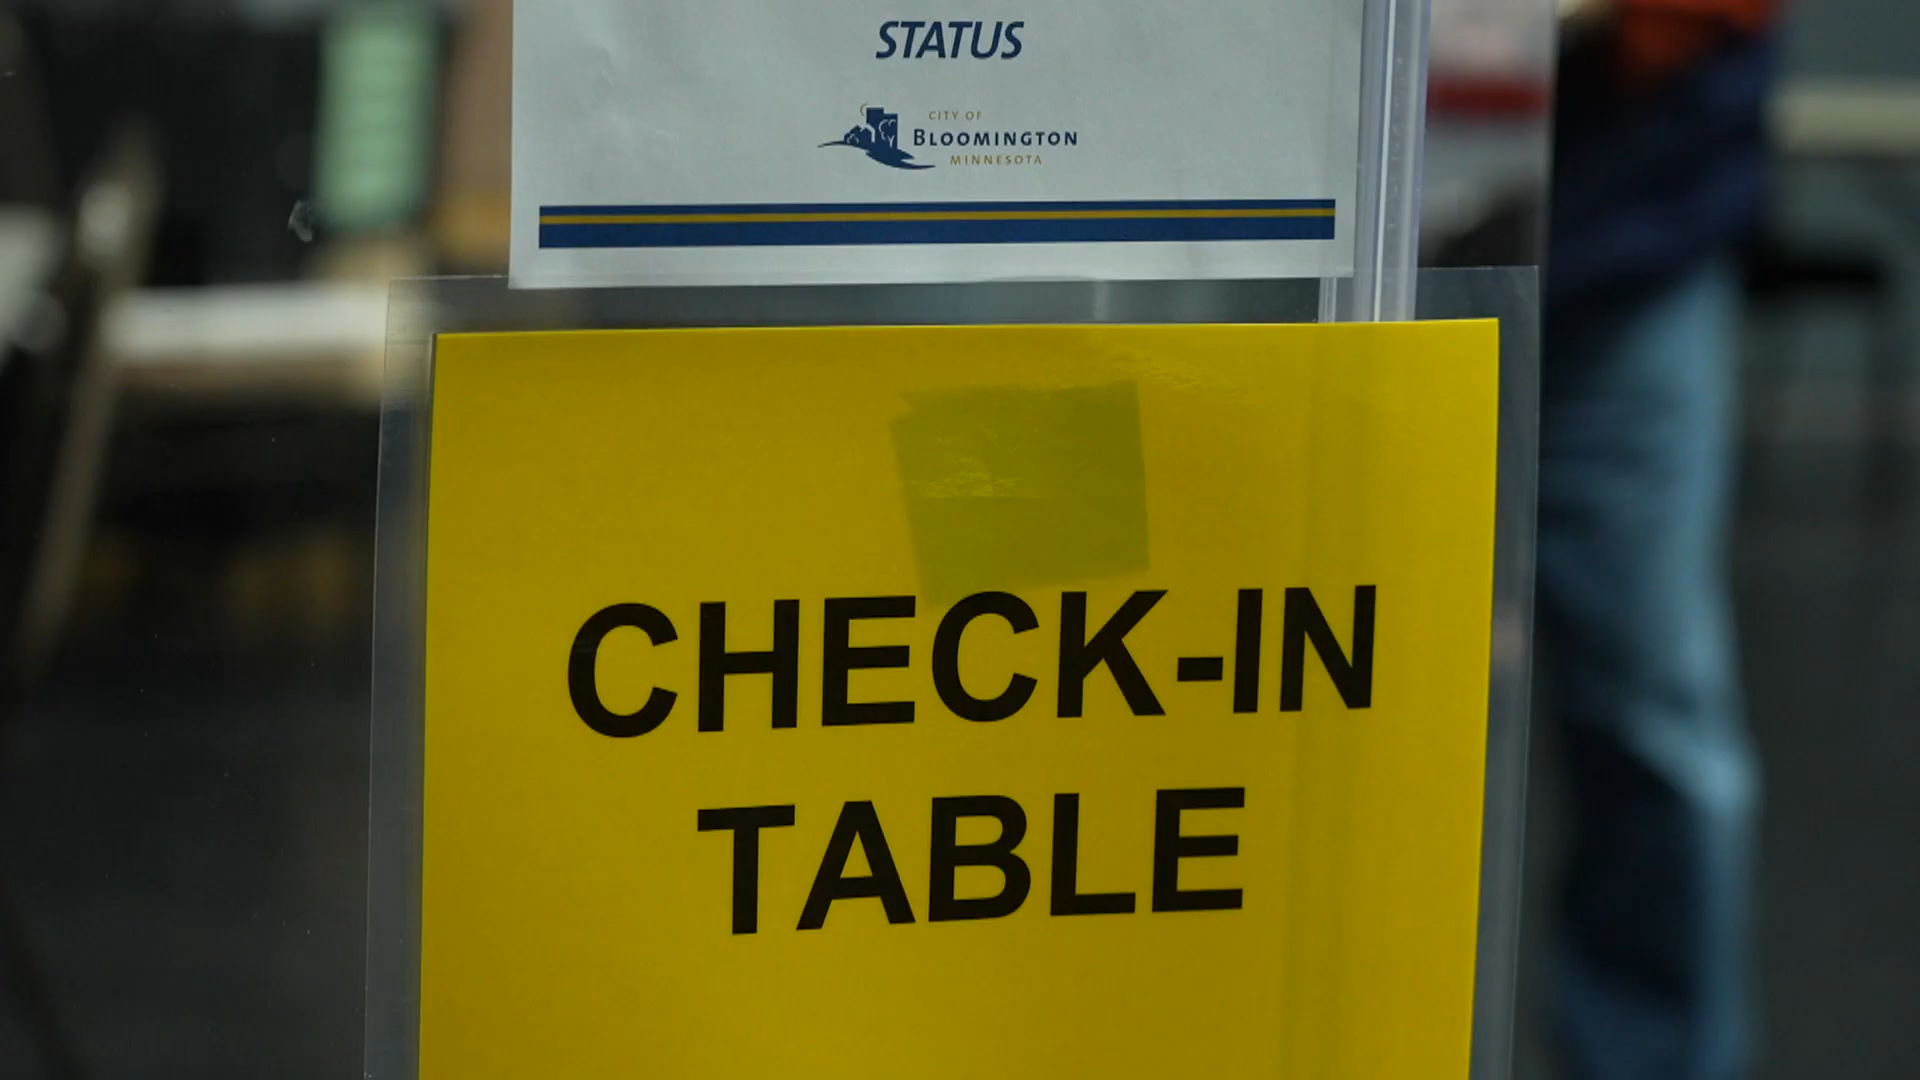 STATUS
CITY OF
BLOOMINGTON
MINNESOTA
CHECK-IN
TABLE